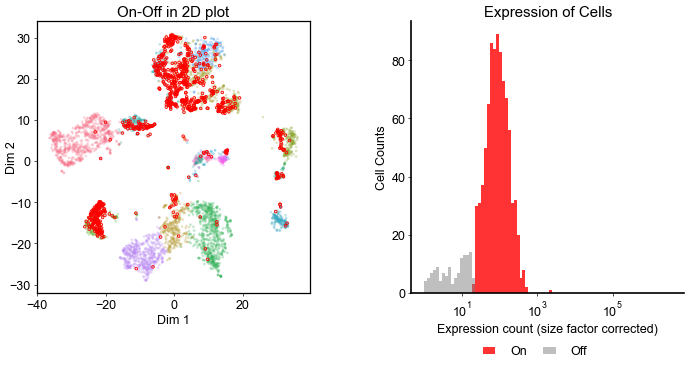 On-Off in 2D plot
Dim 2
30
20
10
0
−10
−20
−30
−40
−20
0
20
Dim 1
Expression of Cells
Cell Counts
80
60
40
20
0
10^1
10^3
10^5
Expression count (size factor corrected)
On
Off